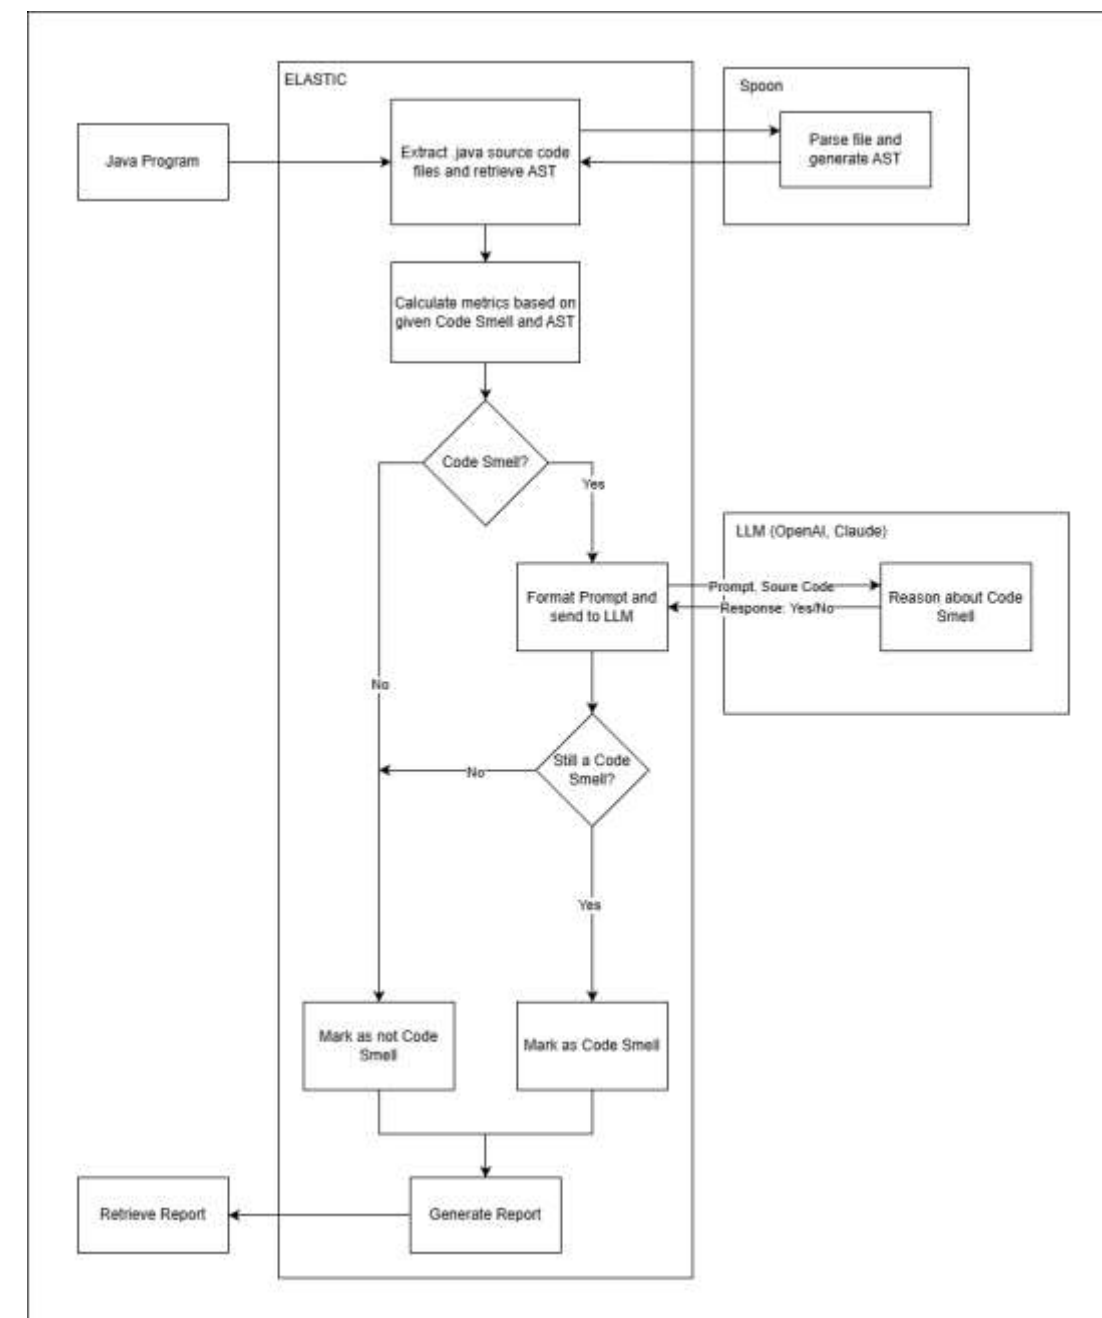 ELASTIC
Spoon
Java Program
Extract .java source code
files and retrieve AST
Parse file and
generate AST
Calculate metrics based on
given Code Smell and AST
Code Smell?
Yes
LLM (OpenAI, Claude)
Format Prompt and
send to LLM
Prompt, Soure Code
Response: Yes/No
Reason about Code
Smell
No
Still a Code
Smell?
No
Yes
Mark as not Code
Smell
Mark as Code Smell
Retrieve Report
Generate Report